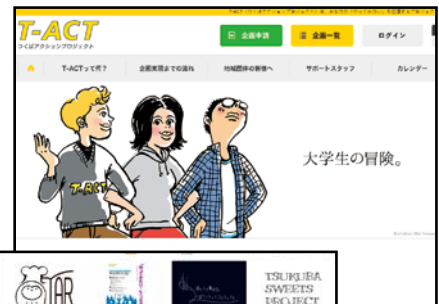 T-ACT
つくばアクションプロジェクト
企画申請
企画一覧
ログイン
T-ACTって何？
企画実現までの流れ
地域団体の皆様へ
サポートスタッフ
カレンダー
T-ACT
大学生の冒険。
STAR
TSUKUBA
SWEETS
PROJECT